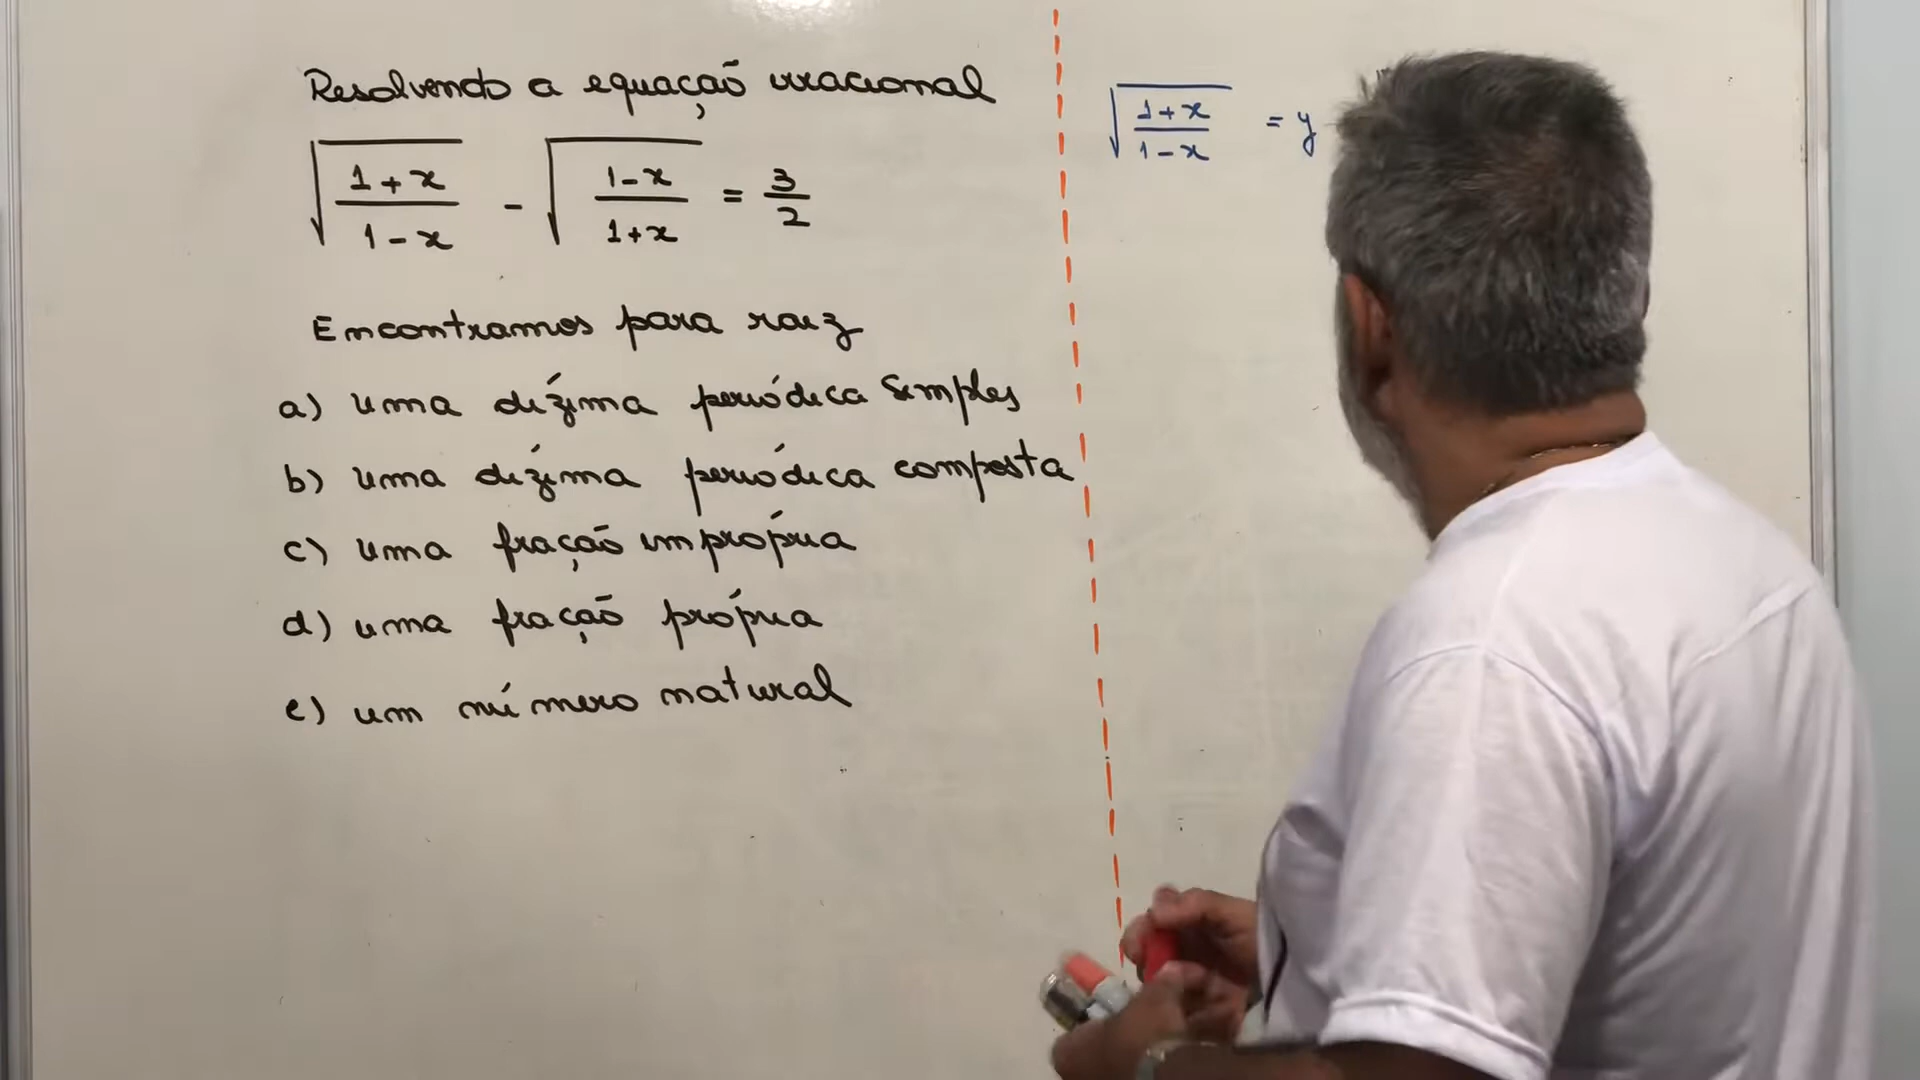 Resolvendo a equação irracional
√((1+x)/(1-x)) - √((1-x)/(1+x)) = 3/2
Encontramos para raiz
a) uma dízima periódica simples
b) uma dízima periódica composta
c) uma fração imprópria
d) uma fração própria
e) um número natural
√((1+x)/(1-x)) = y